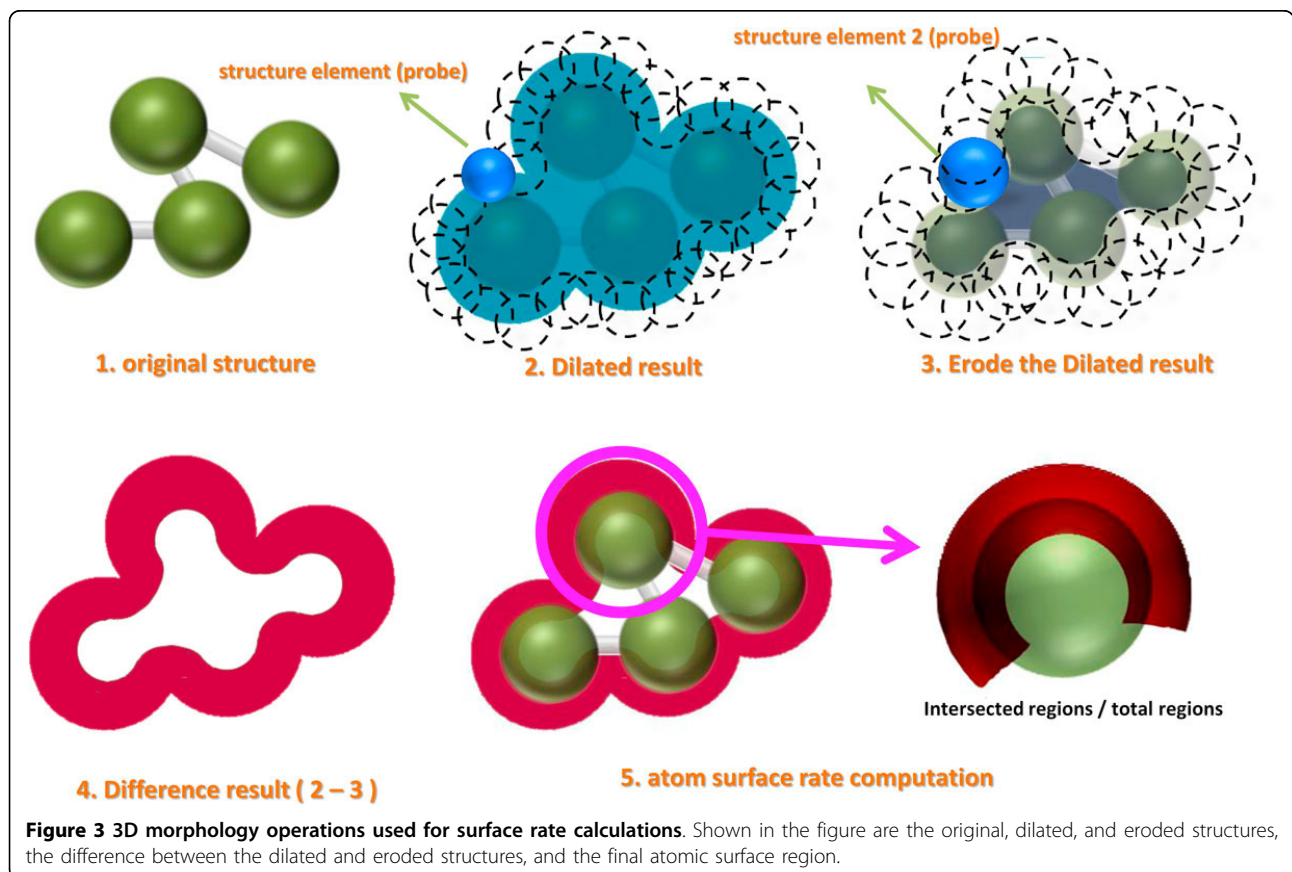 structure element (probe)
structure element 2 (probe)
1. original structure
2. Dilated result
3. Erode the Dilated result
Intersected regions / total regions
4. Difference result ( 2 – 3 )
5. atom surface rate computation
Figure 3 3D morphology operations used for surface rate calculations. Shown in the figure are the original, dilated, and eroded structures,
the difference between the dilated and eroded structures, and the final atomic surface region.